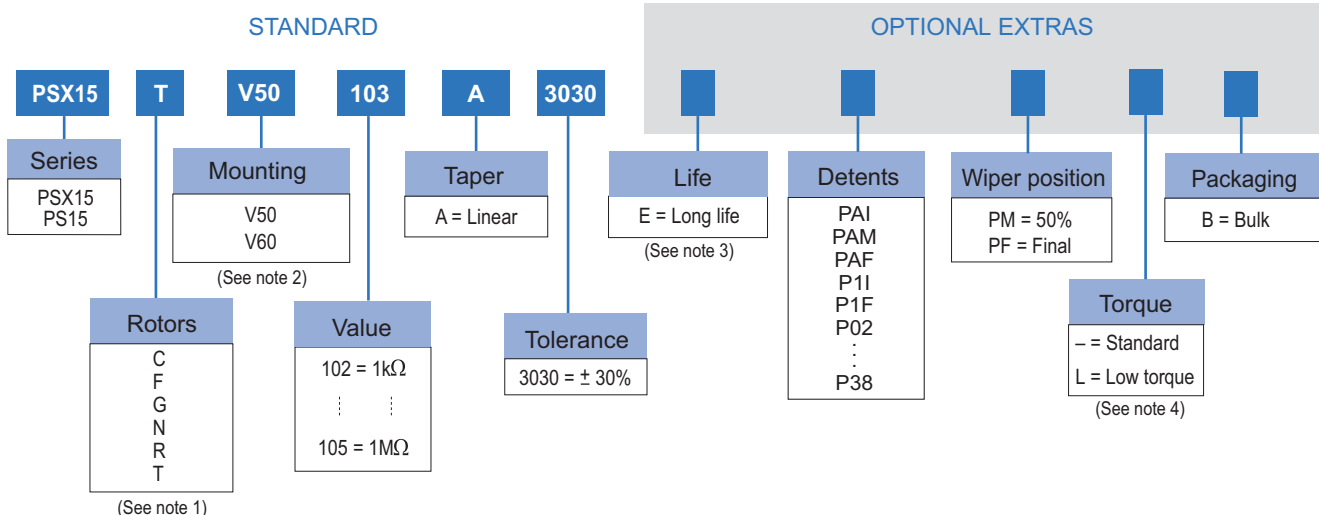 STANDARD
OPTIONAL EXTRAS
PSX15 T V50 103 A 3030
Series
PSX15
PS15
Mounting
V50
V60
(See note 2)
Taper
A = Linear
Life
E = Long life
(See note 3)
Detents
PAI
PAM
PAF
P1I
P1F
P02
:
P38
Wiper position
PM = 50%
PF = Final
Packaging
B = Bulk
Rotors
C
F
G
N
R
T
(See note 1)
Value
102 = 1kΩ
105 = 1MΩ
Tolerance
3030 = ± 30%
Torque
– = Standard
L = Low torque
(See note 4)